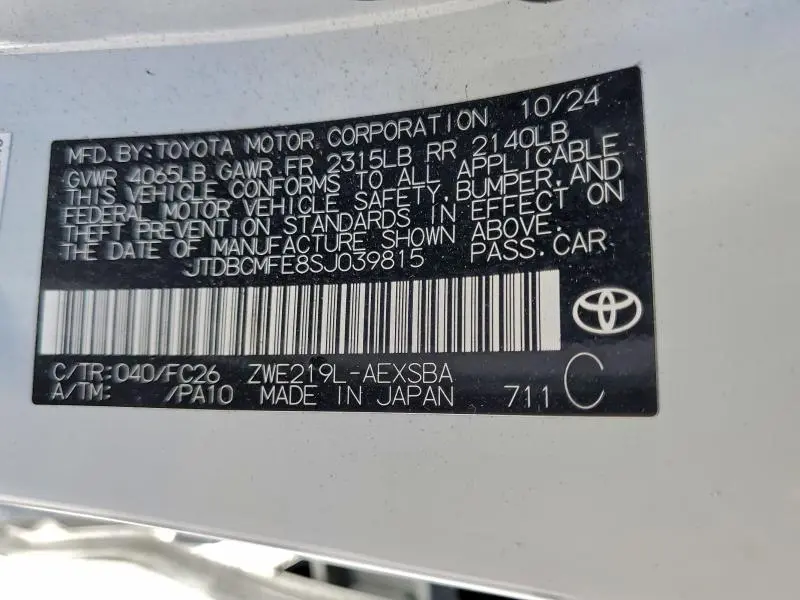 MFD.BY:TOYOTA MOTOR CORPORATION 10/24
GVWR 4065LB GAWR FR 2315LB RR 2140LB
THIS VEHICLE CONFORMS TO ALL APPLICABLE
FEDERAL MOTOR VEHICLE SAFETY,BUMPER,AND
THEFT PREVENTION STANDARDS IN EFFECT ON
THE DATE OF MANUFACTURE SHOWN ABOVE.
JTDBCMFE8SJ039815 PASS.CAR
C/TR:040/FC26 ZWE219L-AEXSBA
A/TM: /PA10 MADE IN JAPAN 711 C